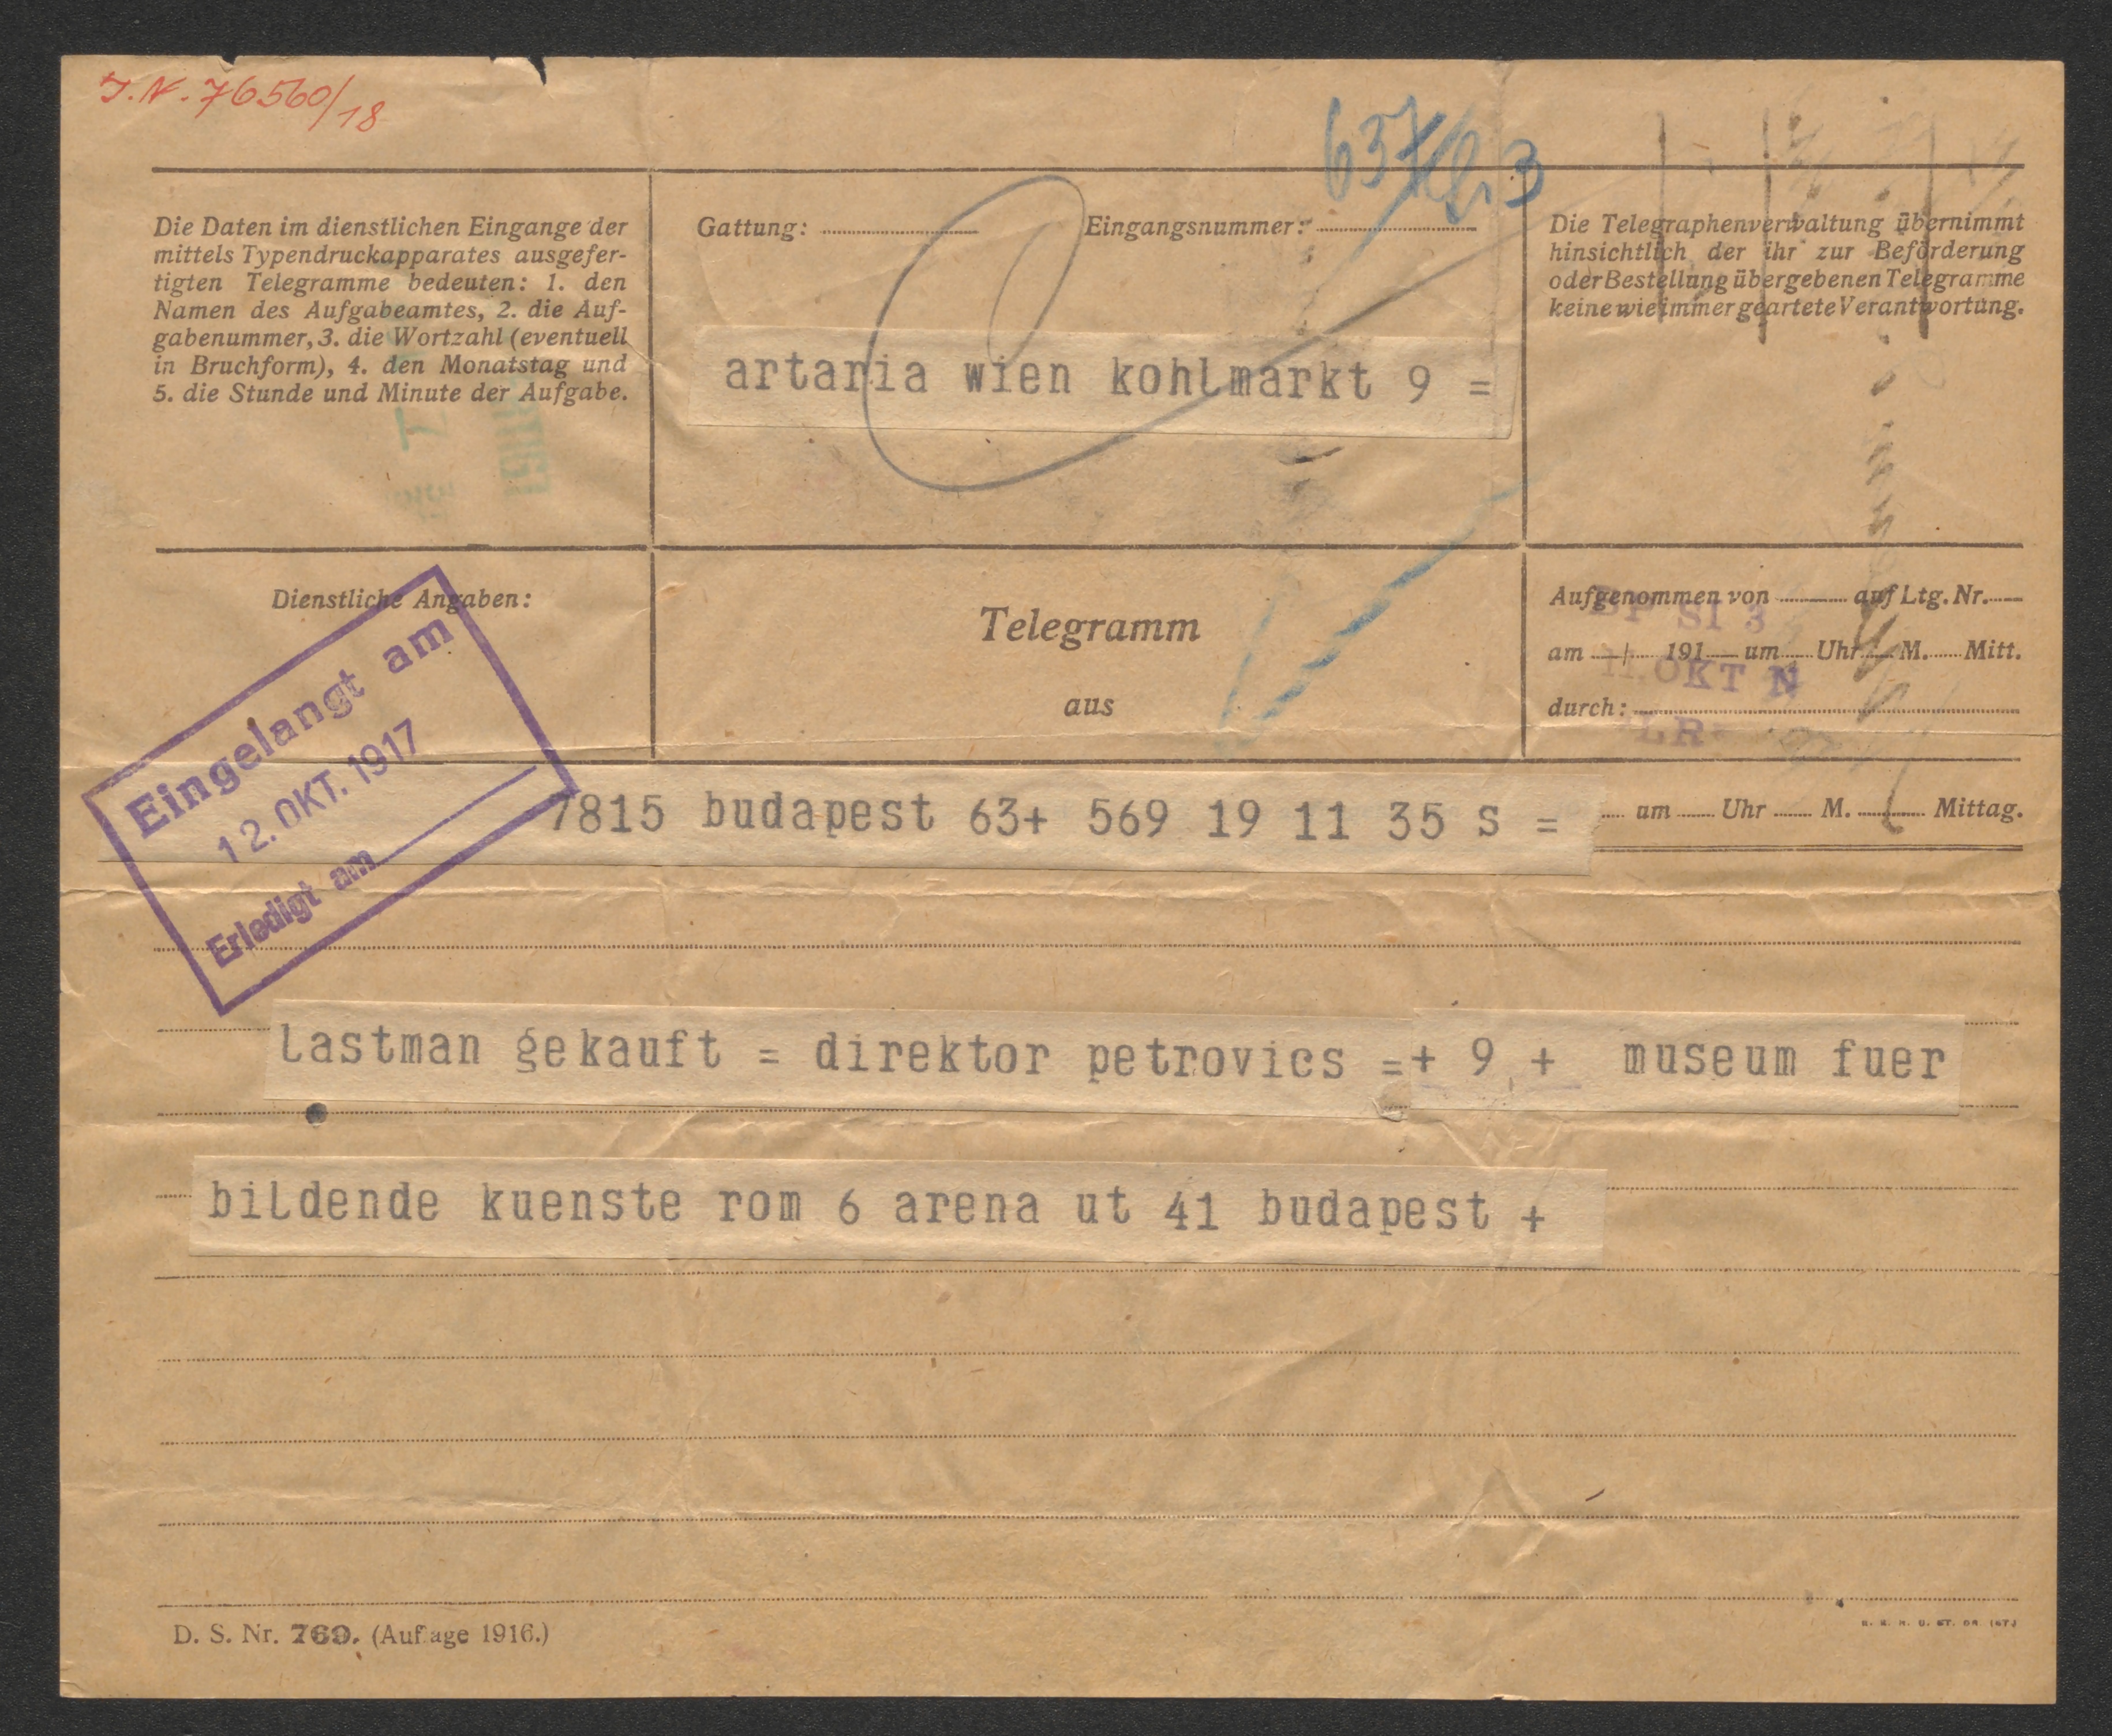 J.N. 76560/18
Die Daten im dienstlichen Eingange der
mittels Typendruckapparates ausgefer-
tigten Telegramme bedeuten: 1. den
Namen des Aufgabeamtes, 2. die Auf-
gabenummer, 3. die Wortzahl (eventuell
in Bruchform), 4. den Monatstag und
5. die Stunde und Minute der Aufgabe.
Gattung:
Eingangsnummer:
637
3
artaria wien kohlmarkt 9 =
Die Telegraphenverwaltung übernimmt
hinsichtlich der ihr zur Beförderung
oder Bestellung übergebenen Telegramme
keine wie immer geartete Verantwortung.
Dienstliche Angaben:
Telegramm
aus
Aufgenommen von auf Ltg. Nr.
am 191 um Uhr M. Mitt.
durch:
SI 3
11. OKT N
Eingelangt am
12. OKT. 1917
Erledigt am
7815 budapest 63+ 569 19 11 35 s =
um Uhr M. Mittag.
lastman gekauft = direktor petrovics =+ 9 + museum fuer
bildende kuenste rom 6 arena ut 41 budapest +
D. S. Nr. 769. (Auflage 1916.)